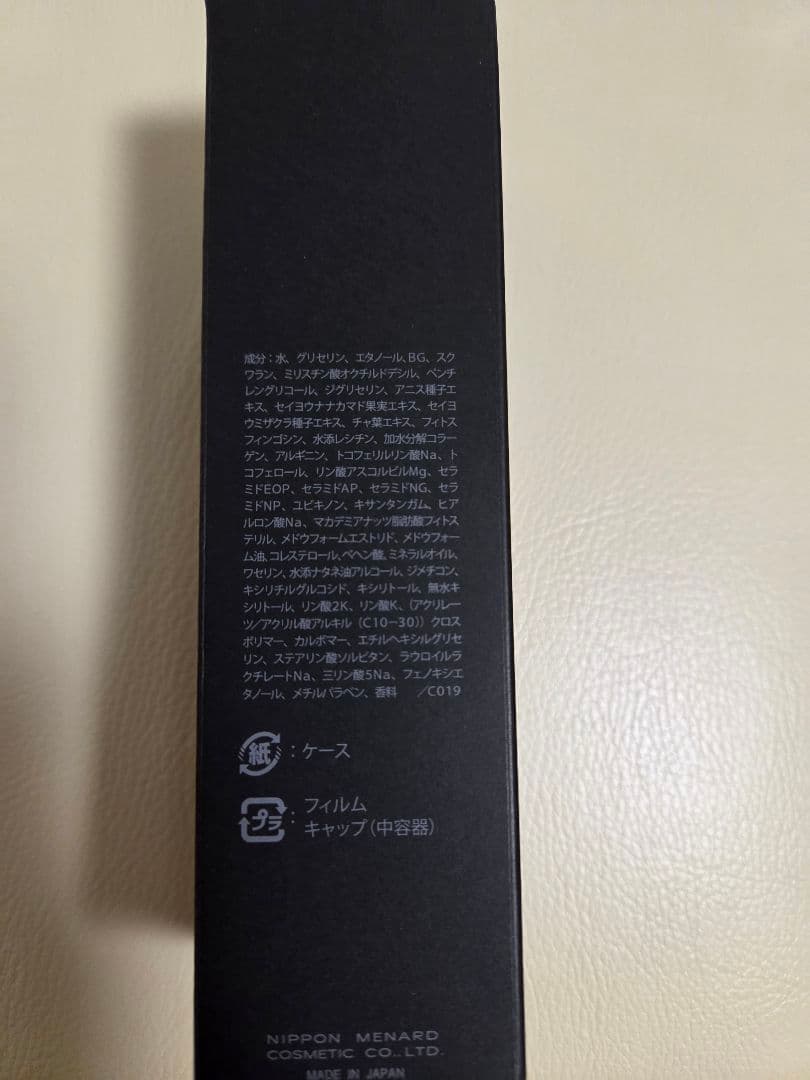 成分：水、グリセリン、エタノール、BG、スク
ワラン、ミリスチン酸オクチルドデシル、ペンチ
レングリコール、ジグリセリン、アニス種子エ
キス、セイヨウナナカマド果実エキス、セイヨ
ウミザクラ種子エキス、チャ葉エキス、フィトス
フィンゴシン、水添レシチン、加水分解コラー
ゲン、アルギニン、トコフェリルリン酸Na、ト
コフェロール、リン酸アスコルビルMg、セラ
ミドEOP、セラミドAP、セラミドNG、セラ
ミドNP、ユビキノン、キサンタンガム、ヒア
ルロン酸Na、マカデミアナッツ脂肪酸フィトス
テリル、メドウフォームエストリド、メドウフォー
ム油、コレステロール、ベヘン酸、ミネラルオイル、
ワセリン、水添ナタネ油アルコール、ジメチコン、
キシリチルグルコシド、キシリトール、無水キ
シリトール、リン酸2K、リン酸K、（アクリレー
ツ／アクリル酸アルキル（C10−30））クロス
ポリマー、カルボマー、エチルヘキシルグリセ
リン、ステアリン酸ソルビタン、ラウロイルラ
クチレートNa、三リン酸5Na、フェノキシエ
タノール、メチルパラベン、香料 ／C019
紙：ケース
プラ：フィルム
キャップ（中容器）
NIPPON MENARD
COSMETIC CO.,LTD.
MADE IN JAPAN